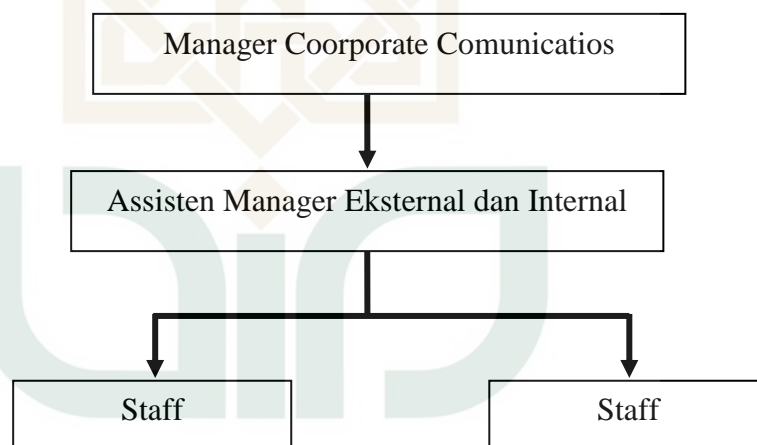 Manager Coorporate Comunicatios
Assisten Manager Eksternal dan Internal
Staff
Staff